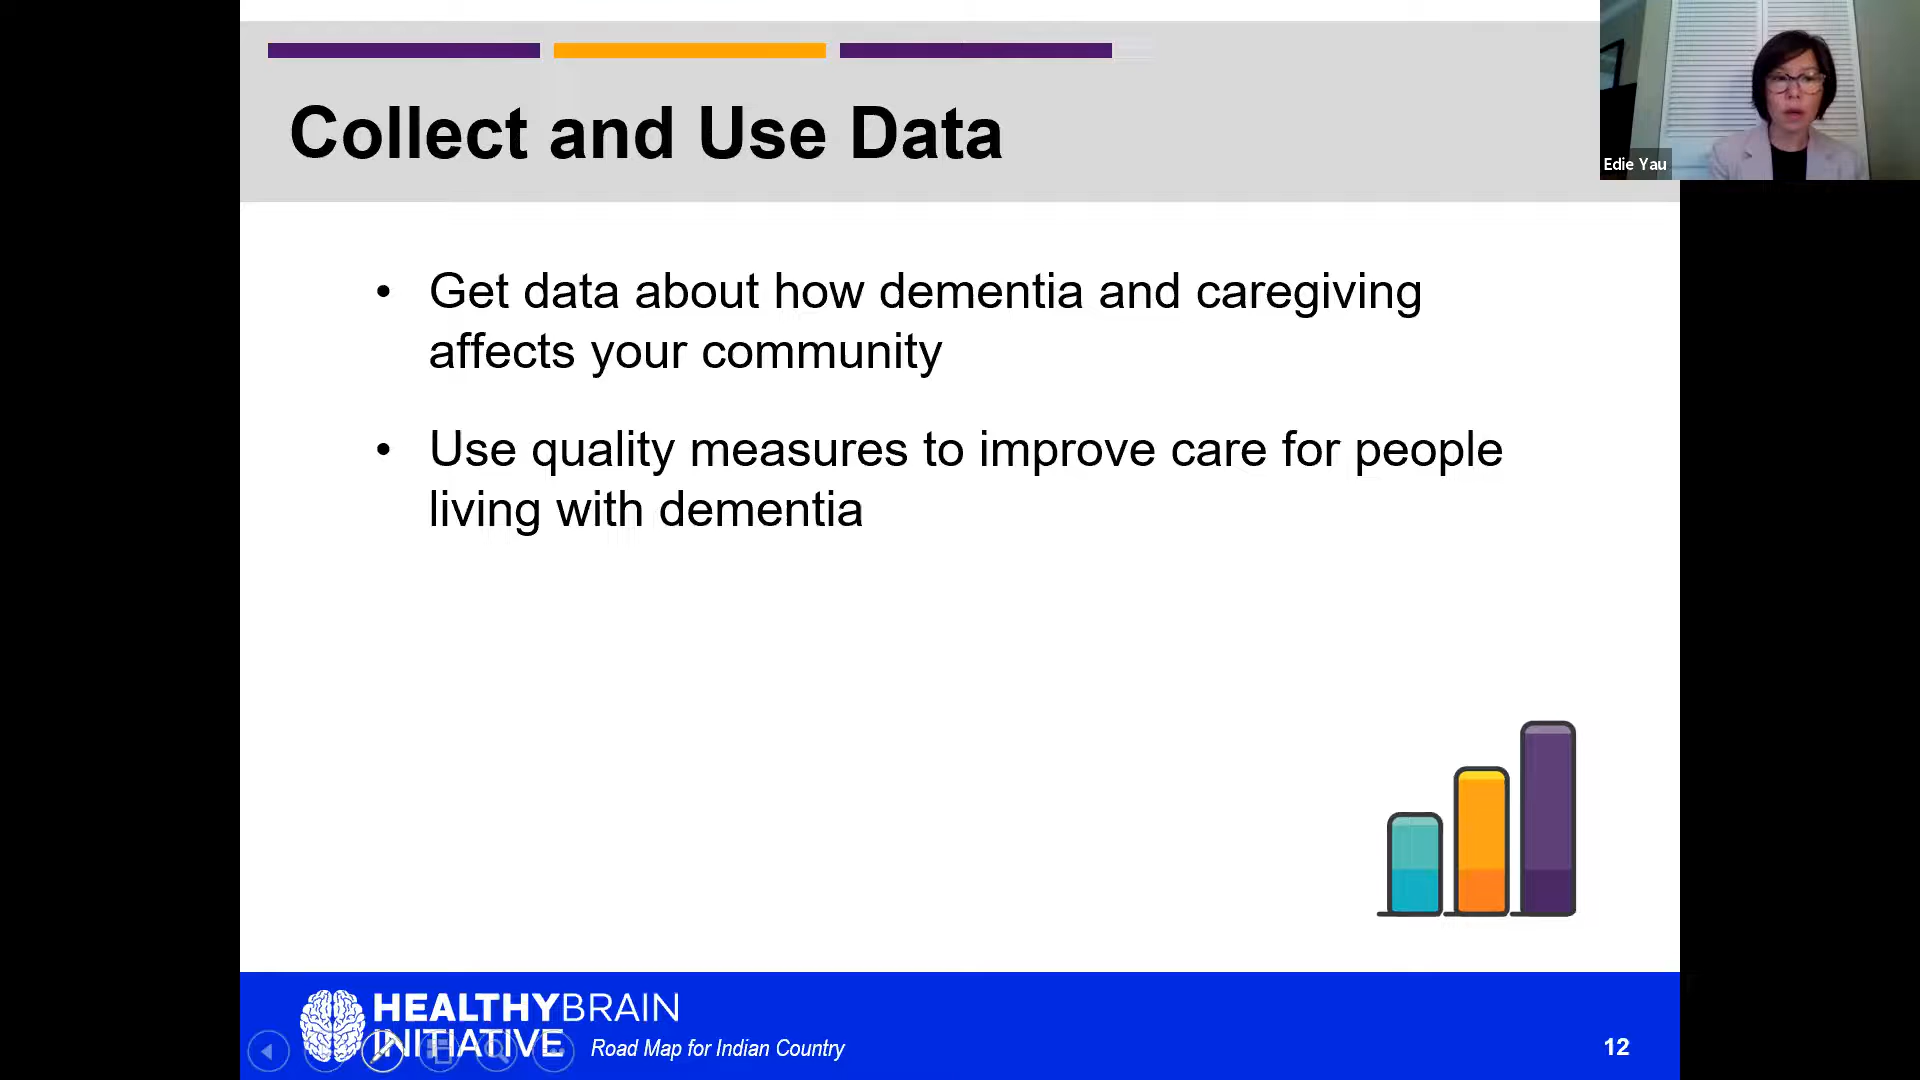 Collect and Use Data
Edie Yau
• Get data about how dementia and caregiving
affects your community
• Use quality measures to improve care for people
living with dementia
HEALTHYBRAIN
INITIATIVE
Road Map for Indian Country
12